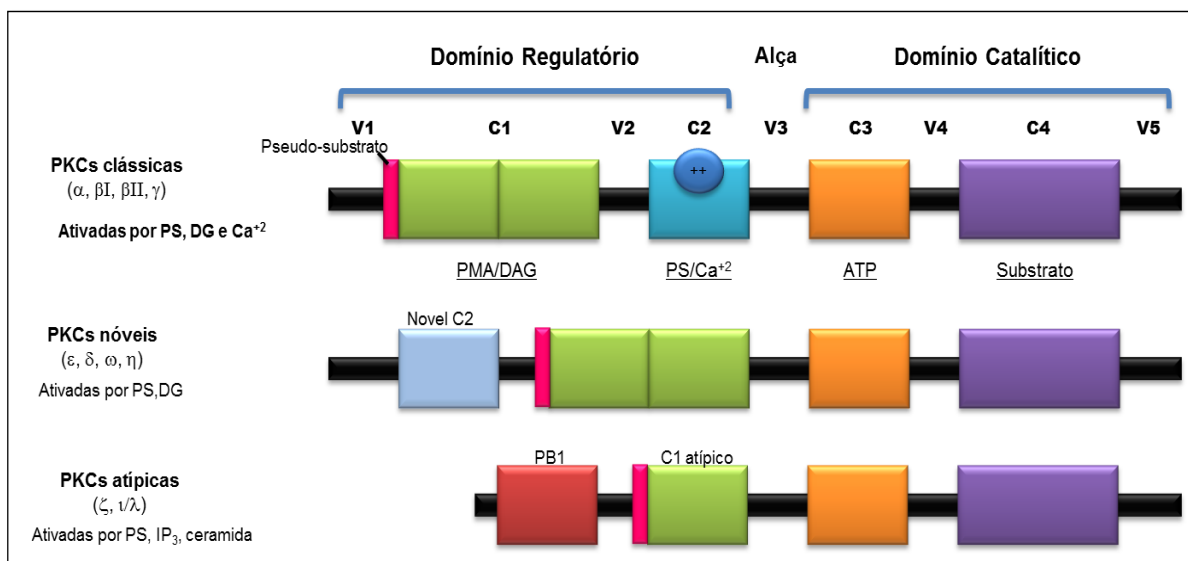 Domínio Regulatório Alça Domínio Catalítico
V1 C1 V2 C2 V3 C3 V4 C4 V5
Pseudo-substrato
PKCs clássicas
(α, βI, βII, γ)
++
Ativadas por PS, DG e Ca⁺²
PMA/DAG PS/Ca⁺² ATP Substrato
Novel C2
PKCs nóveis
(ε, δ, ω, η)
Ativadas por PS,DG
PB1 C1 atípico
PKCs atípicas
(ζ, ι/λ)
Ativadas por PS, IP₃, ceramida